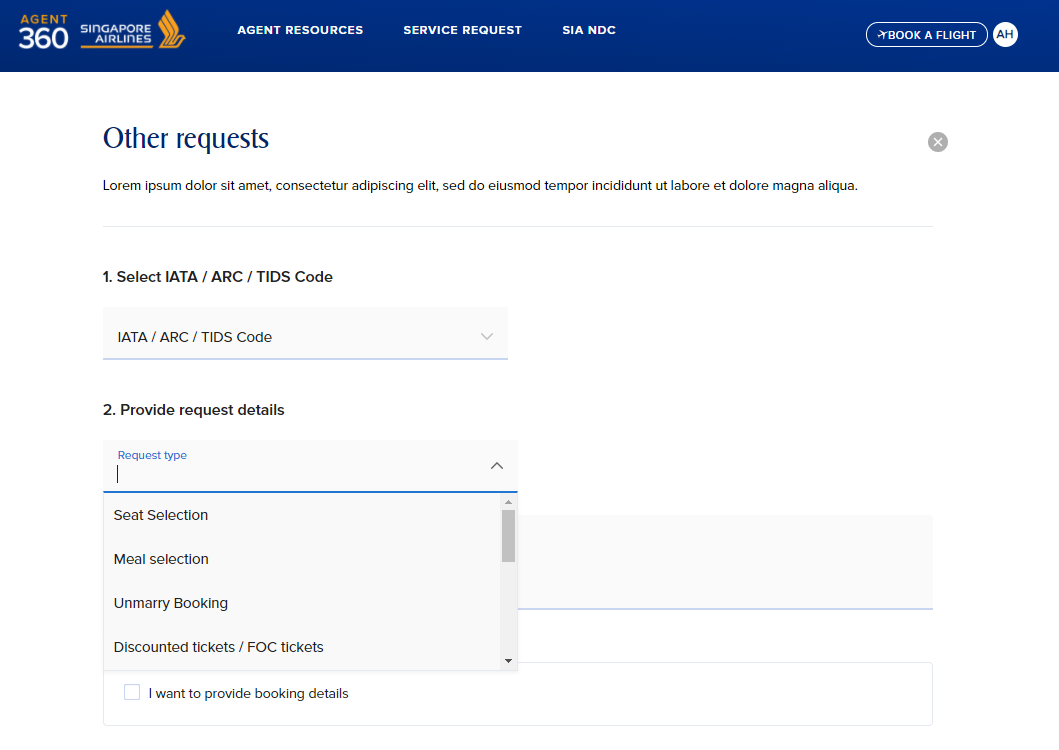 AGENT
360
SINGAPORE
AIRLINES
AGENT RESOURCES
SERVICE REQUEST
SIA NDC
BOOK A FLIGHT
AH
Other requests
Lorem ipsum dolor sit amet, consectetur adipiscing elit, sed do eiusmod tempor incididunt ut labore et dolore magna aliqua.
1. Select IATA / ARC / TIDS Code
IATA / ARC / TIDS Code
2. Provide request details
Request type
Seat Selection
Meal selection
Unmarry Booking
Discounted tickets / FOC tickets
I want to provide booking details